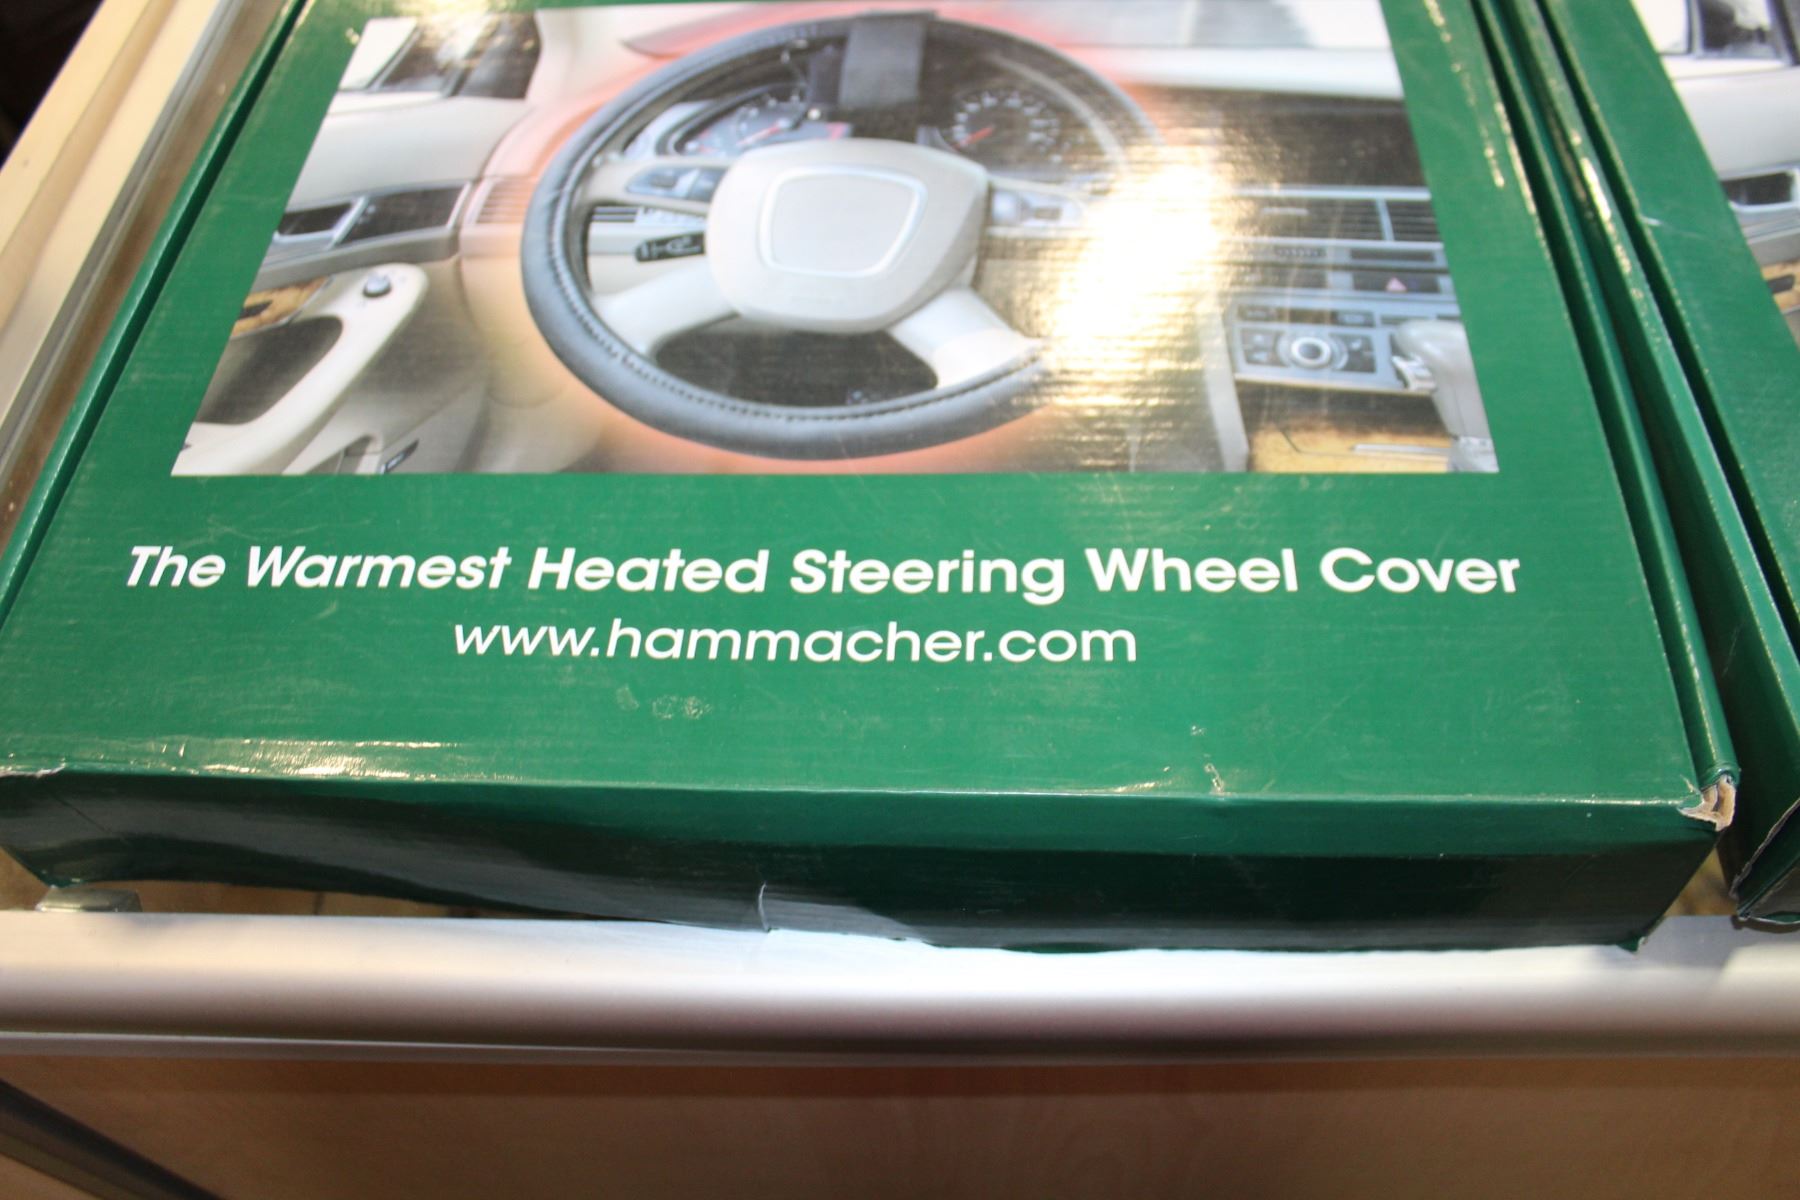 The Warmest Heated Steering Wheel Cover
www.hammacher.com